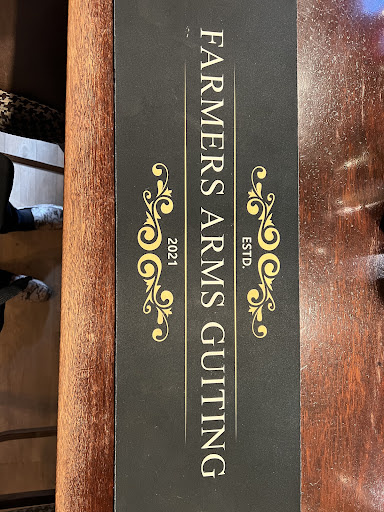 ESTD.
FARMERS ARMS GUITING
2021